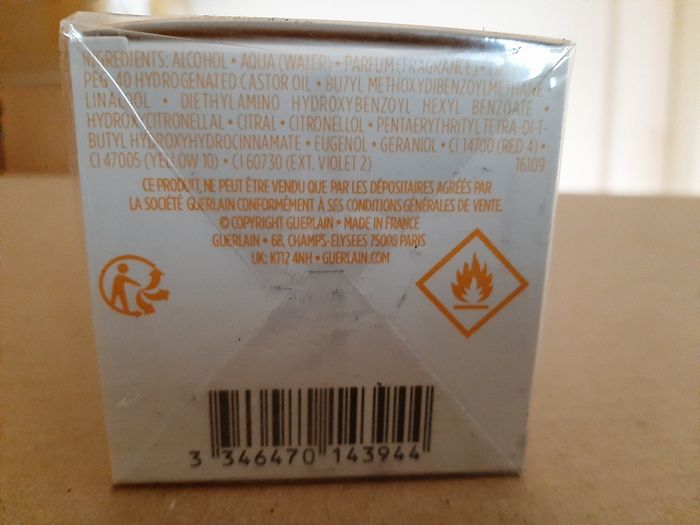 INGREDIENTS: ALCOHOL • AQUA (WATER) • PARFUM (FRAGRANCE) •
PEG-40 HYDROGENATED CASTOR OIL • BUTYL METHOXYDIBENZOYLMETHANE
LINALOOL • DIETHYLAMINO HYDROXYBENZOYL HEXYL BENZOATE •
HYDROXYCITRONELLAL • CITRAL • CITRONELLOL • PENTAERYTHRITYL TETRA-DI-T-
BUTYL HYDROXYHYDROCINNAMATE • EUGENOL • GERANIOL • CI 14700 (RED 4) •
CI 47005 (YELLOW 10) • CI 60730 (EXT. VIOLET 2) 16109
CE PRODUIT, NE PEUT ÊTRE VENDU QUE PAR LES DÉPOSITAIRES AGRÉÉS PAR
LA SOCIÉTÉ GUERLAIN CONFORMÉMENT À SES CONDITIONS GÉNÉRALES DE VENTE.
© COPYRIGHT GUERLAIN • MADE IN FRANCE
GUERLAIN • 68, CHAMPS-ELYSEES 75008 PARIS
UK: KT12 4NH • GUERLAIN.COM
3 346470 143944